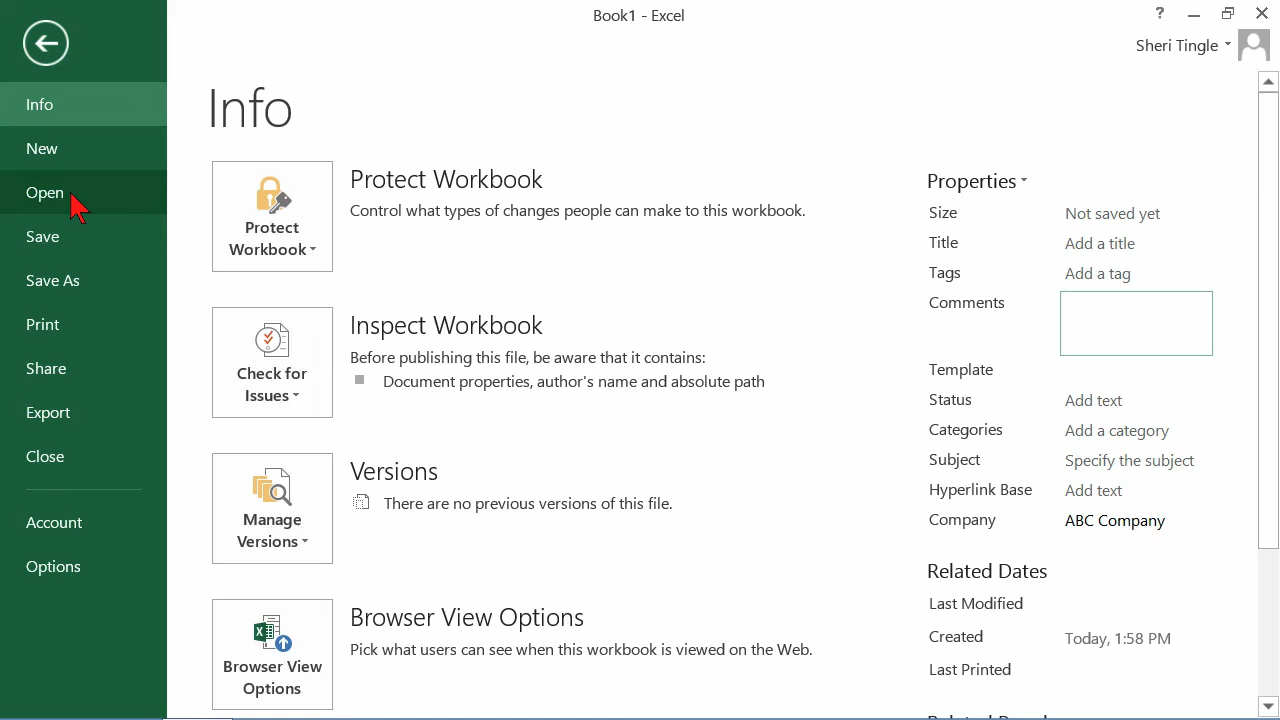 Book1 - Excel
?
Sheri Tingle
Info
New
Open
Save
Save As
Print
Share
Export
Close
Account
Options
Info
Protect Workbook
Protect Workbook
Control what types of changes people can make to this workbook.
Check for Issues
Inspect Workbook
Before publishing this file, be aware that it contains:
Document properties, author's name and absolute path
Manage Versions
Versions
There are no previous versions of this file.
Browser View Options
Browser View Options
Pick what users can see when this workbook is viewed on the Web.
Properties
Size Not saved yet
Title Add a title
Tags Add a tag
Comments
Template
Status Add text
Categories Add a category
Subject Specify the subject
Hyperlink Base Add text
Company ABC Company
Related Dates
Last Modified
Created Today, 1:58 PM
Last Printed